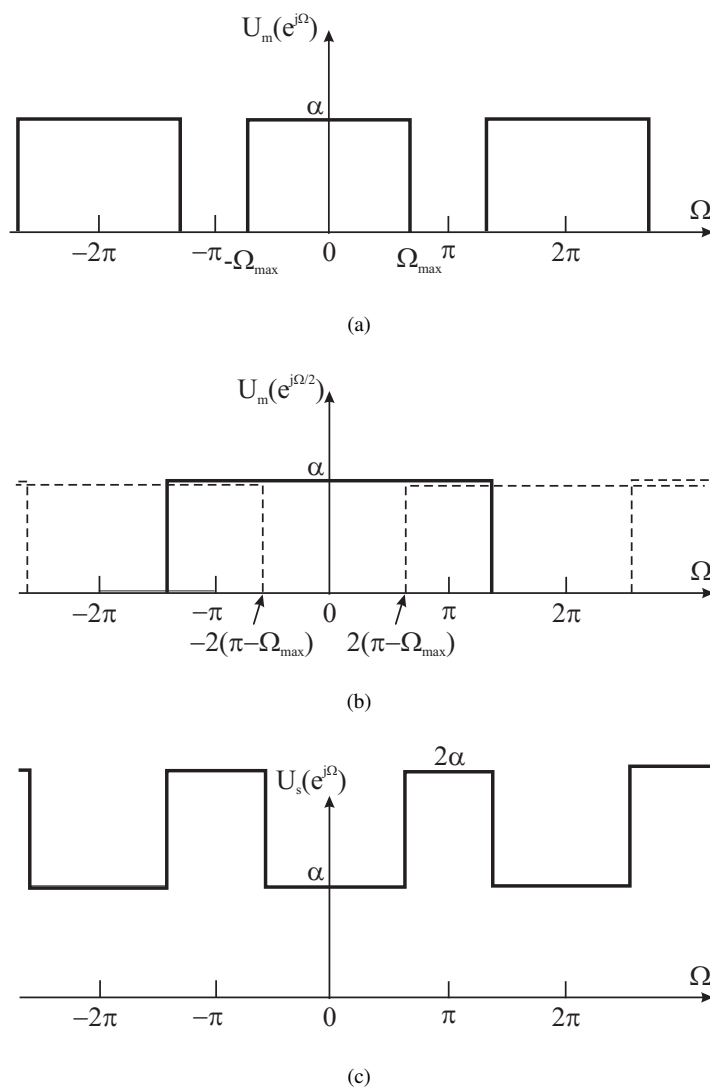 U_m(e^{jΩ})
α
Ω
−2π −π -Ω_max 0 Ω_max π 2π
(a)
U_m(e^{jΩ/2})
α
Ω
−2π −π 0 π 2π
−2(π−Ω_max) 2(π−Ω_max)
(b)
2α
U_s(e^{jΩ})
α
Ω
−2π −π 0 π 2π
(c)